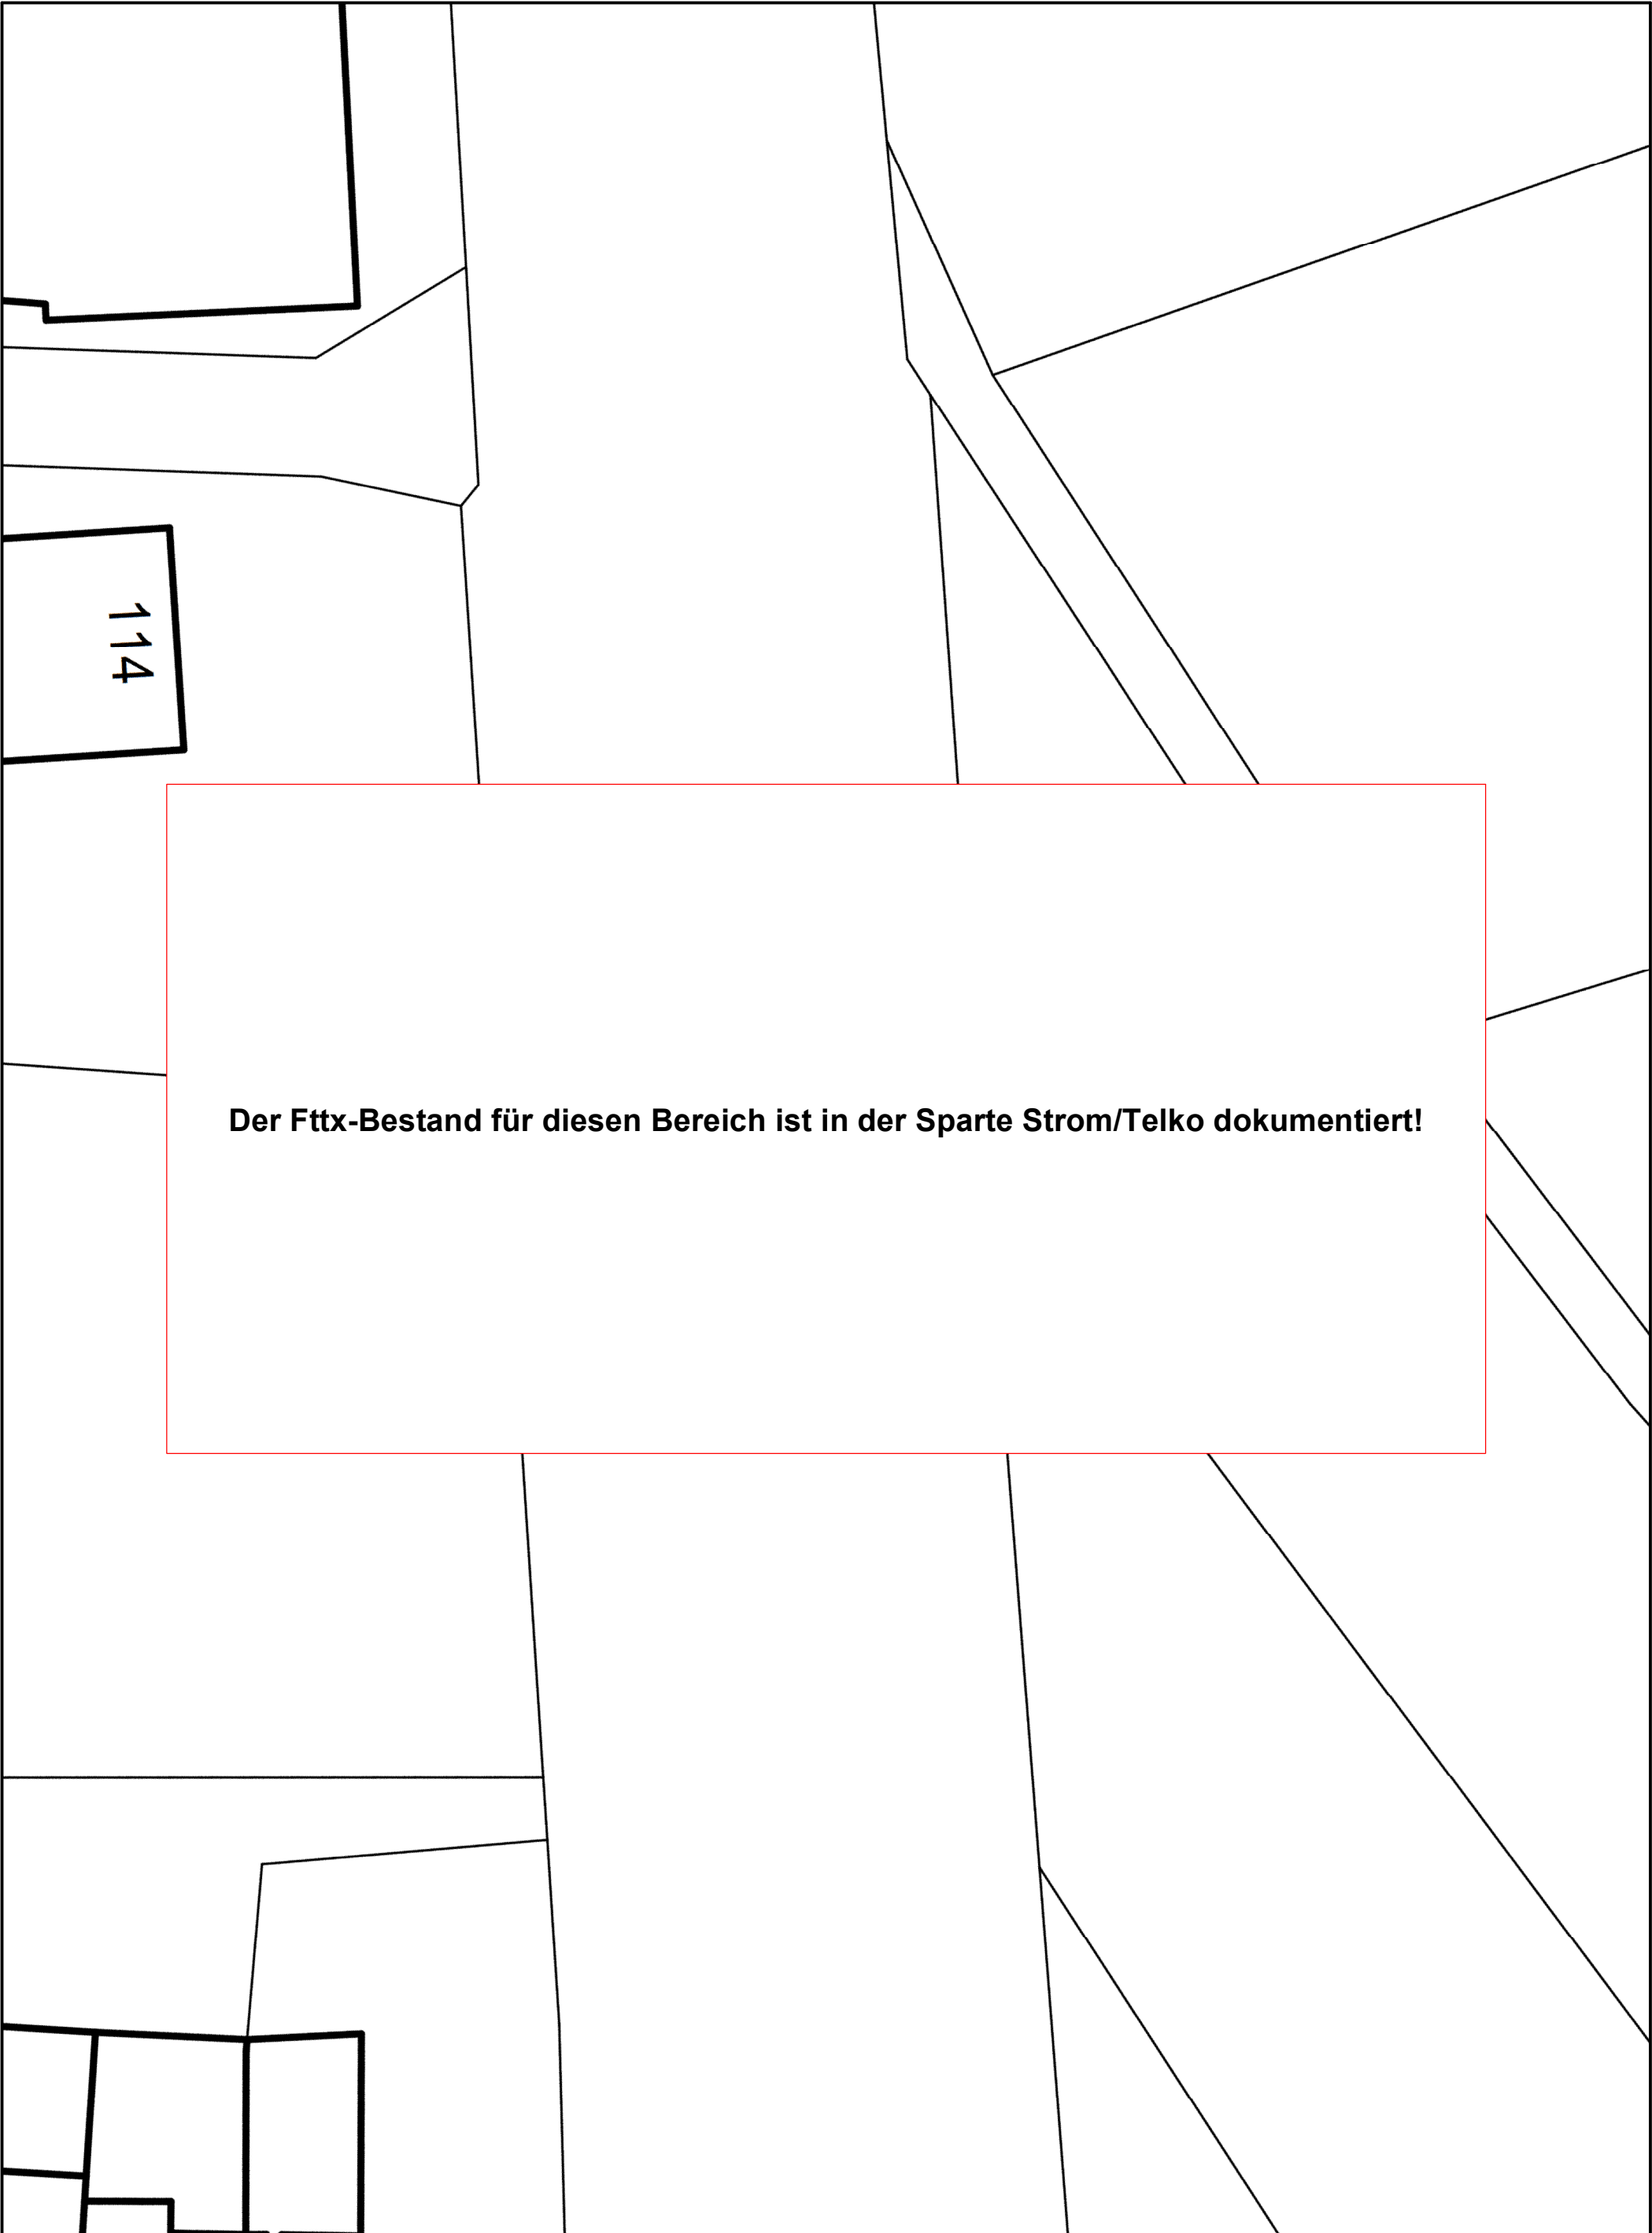 114
Der Fttx-Bestand für diesen Bereich ist in der Sparte Strom/Telko dokumentiert!